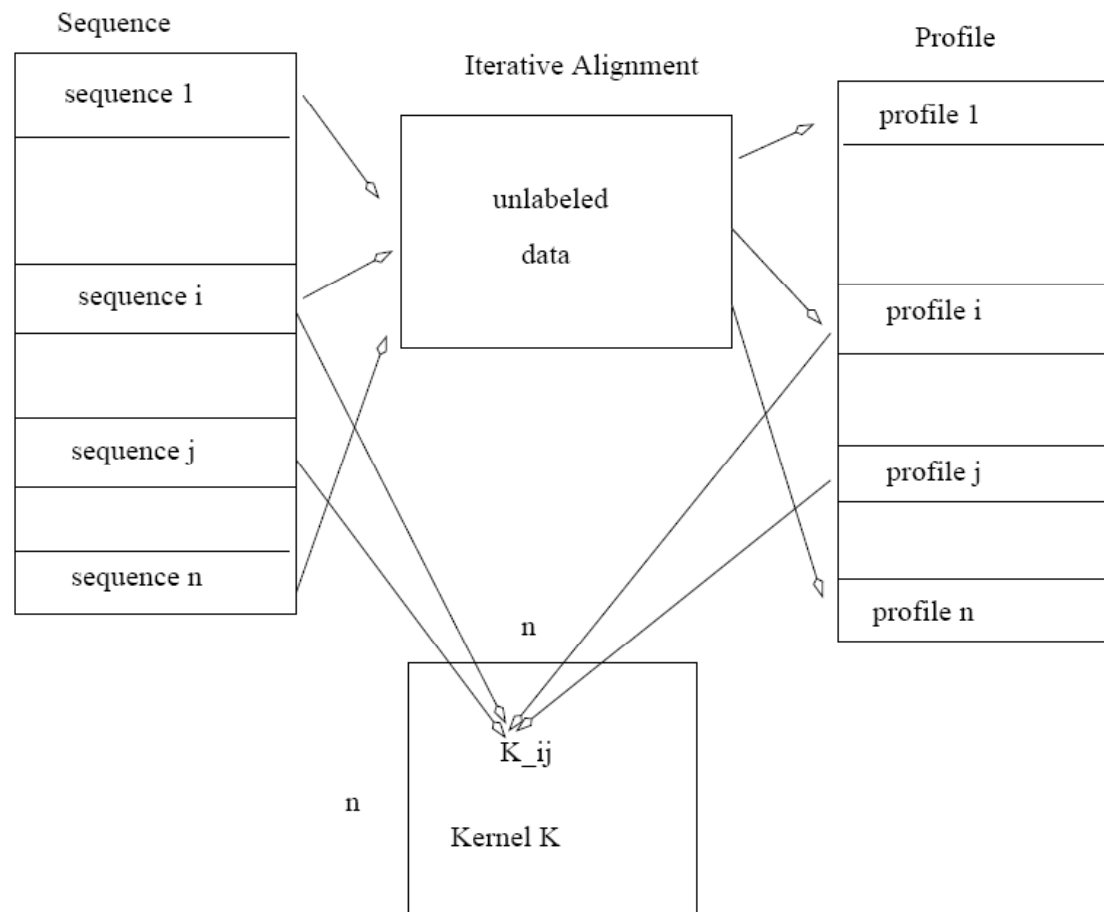 Sequence
sequence 1
sequence i
sequence j
sequence n
Iterative Alignment
unlabeled
data
Profile
profile 1
profile i
profile j
profile n
n
K_ij
n
Kernel K